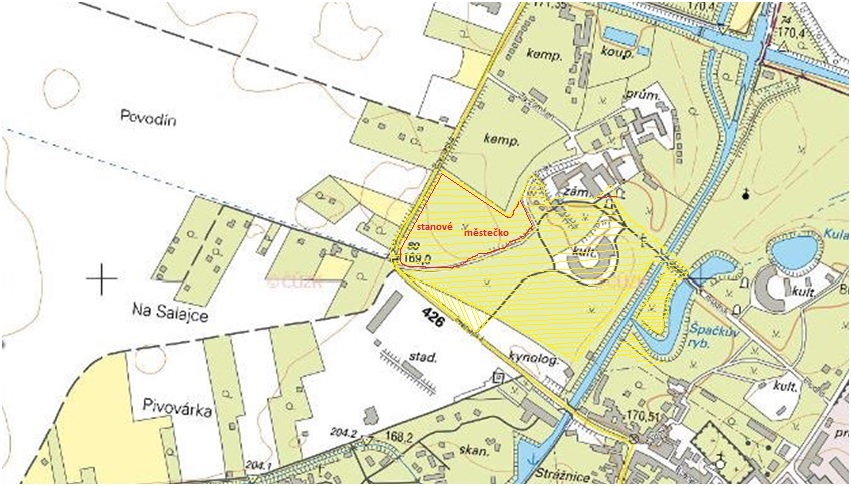 171,35
170,4
74
170,4
kemp.
koup.
prům.
Povodín
kemp.
zám.
stanové
městečko
169,0
kult.
©ČÚZK
Kula
kult.
Na Salajce
426
Špačkův
ryb.
stad.
kynolog.
kult.
Pivovárka
170,51
204.2
168,2
skan.
204.1
Strážnice